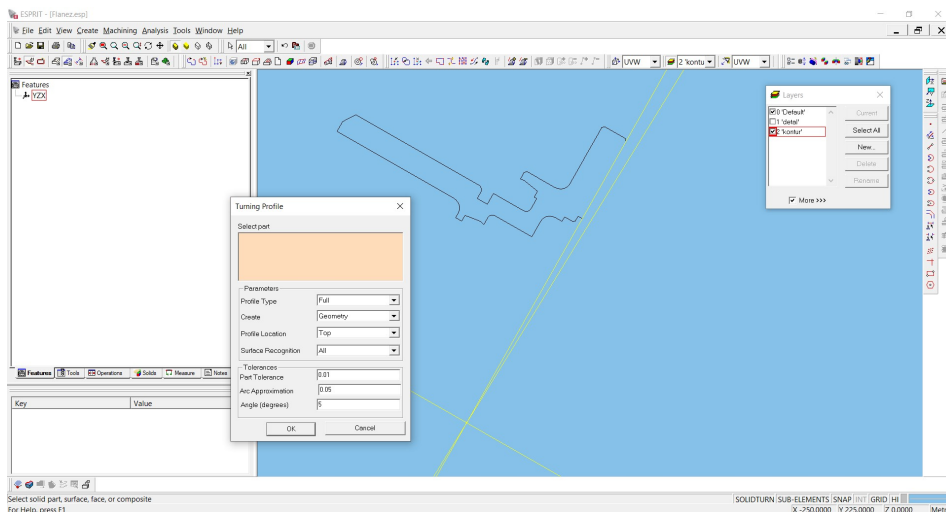 ESPRIT - [Flanez.esp]
File Edit View Create Machining Analysis Tools Window Help
All
UVW 2 'kontu UVW
Features
YZX
Layers
0 'Default'
1 'detal'
2 'kontur'
Current
Select All
New...
Delete
Rename
More >>>
Turning Profile
Select part
Parameters
Profile Type Full
Create Geometry
Profile Location Top
Surface Recognition All
Tolerances
Part Tolerance 0.01
Arc Approximation 0.05
Angle (degrees) 5
OK Cancel
Features Tools Operations Solids Measure Notes
Key Value
Select solid part, surface, face, or composite
SOLIDTURN SUB-ELEMENTS SNAP INT GRID HI
For Help, press F1
X -250.0000 Y 225.0000 Z 0.0000 Metr